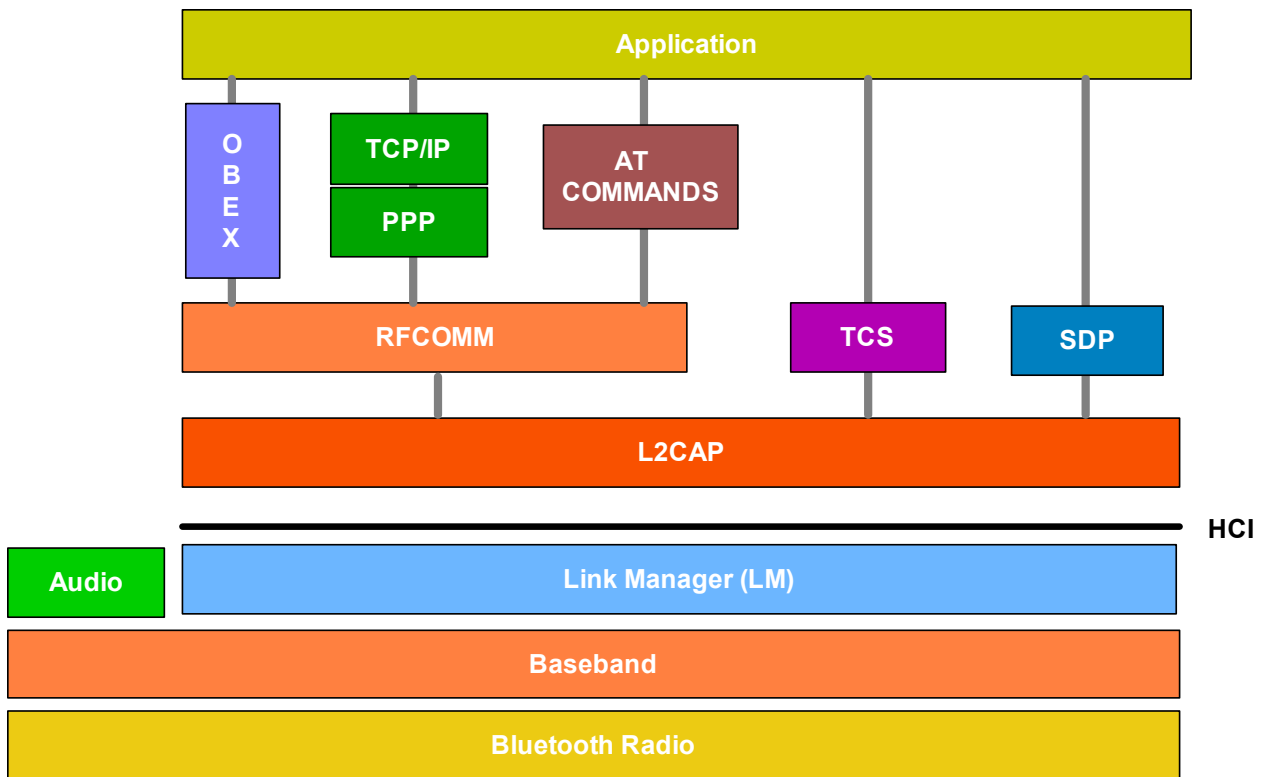 Application
O
B
E
X
TCP/IP
PPP
AT
COMMANDS
RFCOMM
TCS
SDP
L2CAP
HCI
Audio
Link Manager (LM)
Baseband
Bluetooth Radio